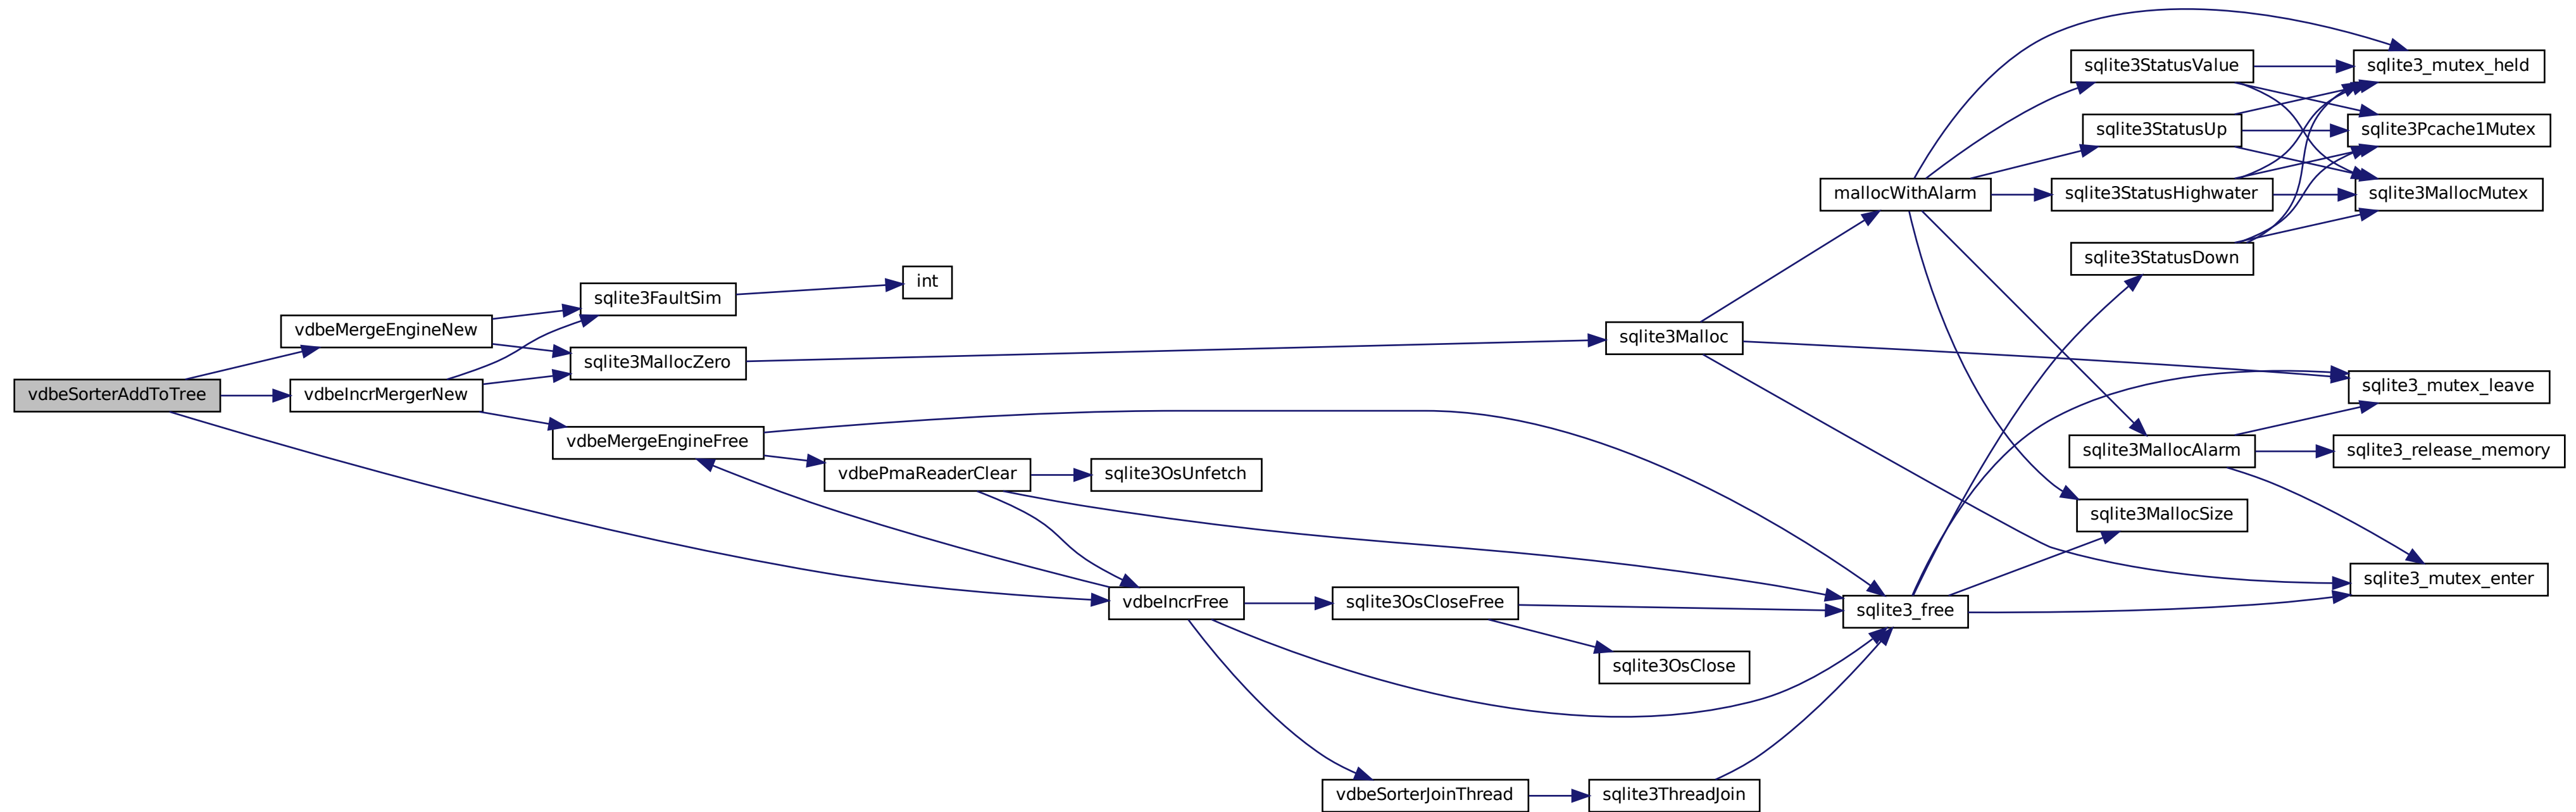 vdbeSorterAddToTree
vdbeMergeEngineNew
vdbeIncrMergerNew
sqlite3FaultSim
sqlite3MallocZero
vdbeMergeEngineFree
int
vdbePmaReaderClear
sqlite3OsUnfetch
vdbeIncrFree
sqlite3OsCloseFree
vdbeSorterJoinThread
sqlite3Malloc
sqlite3OsClose
sqlite3ThreadJoin
mallocWithAlarm
sqlite3_free
sqlite3StatusValue
sqlite3StatusUp
sqlite3StatusHighwater
sqlite3StatusDown
sqlite3MallocAlarm
sqlite3MallocSize
sqlite3_mutex_held
sqlite3Pcache1Mutex
sqlite3MallocMutex
sqlite3_mutex_leave
sqlite3_release_memory
sqlite3_mutex_enter